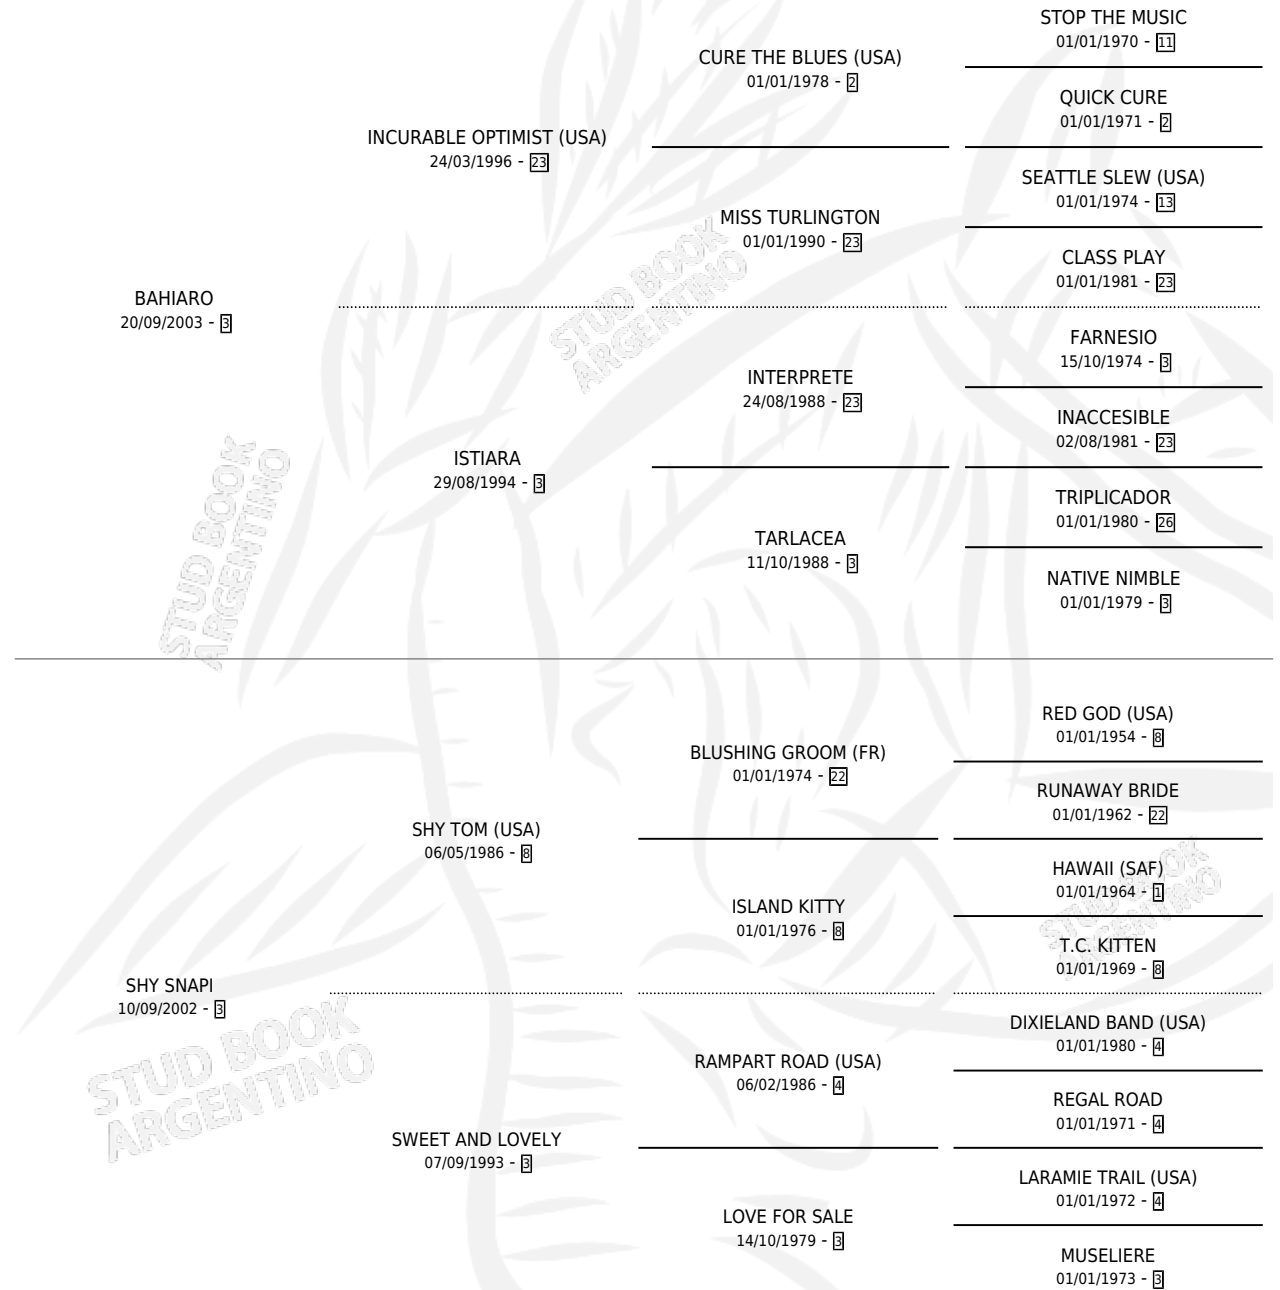 STOP THE MUSIC
01/01/1970 - 11
CURE THE BLUES (USA)
01/01/1978 - 2
QUICK CURE
01/01/1971 - 2
INCURABLE OPTIMIST (USA)
24/03/1996 - 23
SEATTLE SLEW (USA)
01/01/1974 - 13
MISS TURLINGTON
01/01/1990 - 23
CLASS PLAY
01/01/1981 - 23
BAHIARO
20/09/2003 - 3
FARNESIO
15/10/1974 - 3
INTERPRETE
24/08/1988 - 23
INACCESIBLE
02/08/1981 - 23
ISTIARA
29/08/1994 - 3
TRIPLICADOR
01/01/1980 - 26
TARLACEA
11/10/1988 - 3
NATIVE NIMBLE
01/01/1979 - 3
RED GOD (USA)
01/01/1954 - 8
BLUSHING GROOM (FR)
01/01/1974 - 22
RUNAWAY BRIDE
01/01/1962 - 22
SHY TOM (USA)
06/05/1986 - 8
HAWAII (SAF)
01/01/1964 - 1
ISLAND KITTY
01/01/1976 - 8
T.C. KITTEN
01/01/1969 - 8
SHY SNAPI
10/09/2002 - 3
DIXIELAND BAND (USA)
01/01/1980 - 4
RAMPART ROAD (USA)
06/02/1986 - 4
REGAL ROAD
01/01/1971 - 4
SWEET AND LOVELY
07/09/1993 - 3
LARAMIE TRAIL (USA)
01/01/1972 - 4
LOVE FOR SALE
14/10/1979 - 3
MUSELIERE
01/01/1973 - 3
STUD BOOK
ARGENTINO
STUD BOOK
ARGENTINO
STUD BOOK
ARGENTINO
STUD BOOK
ARGENTINO